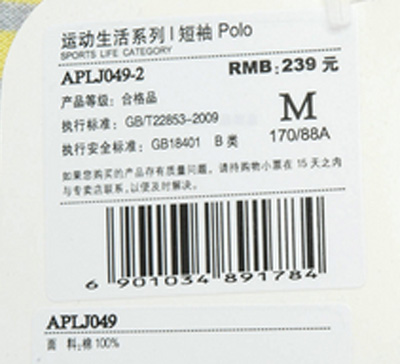 运动生活系列 | 短袖 Polo
SPORTS LIFE CATEGORY
APLJ049-2
RMB: 239 元
产品等级: 合格品
执行标准: GB/T22853-2009
M
执行安全标准: GB18401 B 类
170/88A
如果您购买的产品存有质量问题, 请持购物小票在 15 天之内
与专卖店联系, 以便及时解决。
6 901034 891784
APLJ049
面 料: 棉 100%